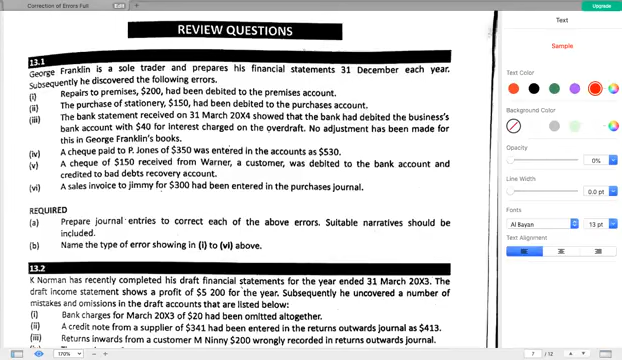 Correction of Errors Full
Edit
+
Upgrade
REVIEW QUESTIONS
13.1
George Franklin is a sole trader and prepares his financial statements 31 December each year.
Subsequently he discovered the following errors.
(i) Repairs to premises, $200, had been debited to the premises account.
(ii) The purchase of stationery, $150, had been debited to the purchases account.
(iii) The bank statement received on 31 March 20X4 showed that the bank had debited the business's
bank account with $40 for interest charged on the overdraft. No adjustment has been made for
this in George Franklin's books.
(iv) A cheque paid to P. Jones of $350 was entered in the accounts as $530.
(v) A cheque of $150 received from Warner, a customer, was debited to the bank account and
credited to bad debts recovery account.
(vi) A sales invoice to jimmy for $300 had been entered in the purchases journal.
REQUIRED
(a) Prepare journal entries to correct each of the above errors. Suitable narratives should be
included.
(b) Name the type of error showing in (i) to (vi) above.
13.2
K Norman has recently completed his draft financial statements for the year ended 31 March 20X3. The
draft income statement shows a profit of $5 200 for the year. Subsequently he uncovered a number of
mistakes and omissions in the draft accounts that are listed below:
(i) Bank charges for March 20X3 of $20 had been omitted altogether.
(ii) A credit note from a supplier of $341 had been entered in the returns outwards journal as $413.
(iii) Returns inwards from a customer M Ninny $200 wrongly recorded in returns outwards journal.
170%
− +
7 / 12
Text
Sample
Text Color
Background Color
Opacity
0%
Line Width
0.0 pt
Fonts
Al Bayan
13 pt
Text Alignment